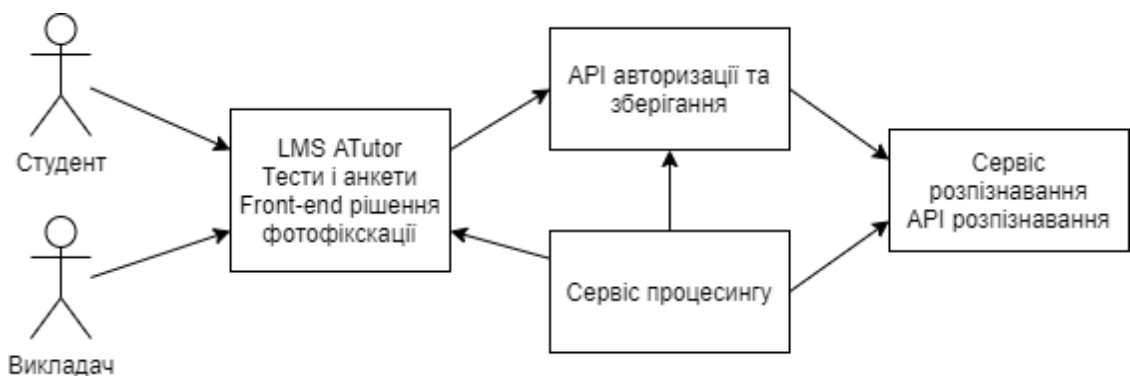 Студент
Викладач
LMS ATutor
Тести і анкети
Front-end рішення
фотофікскації
API авторизації та
зберігання
Сервіс процесингу
Сервіс
розпізнавання
API розпізнавання